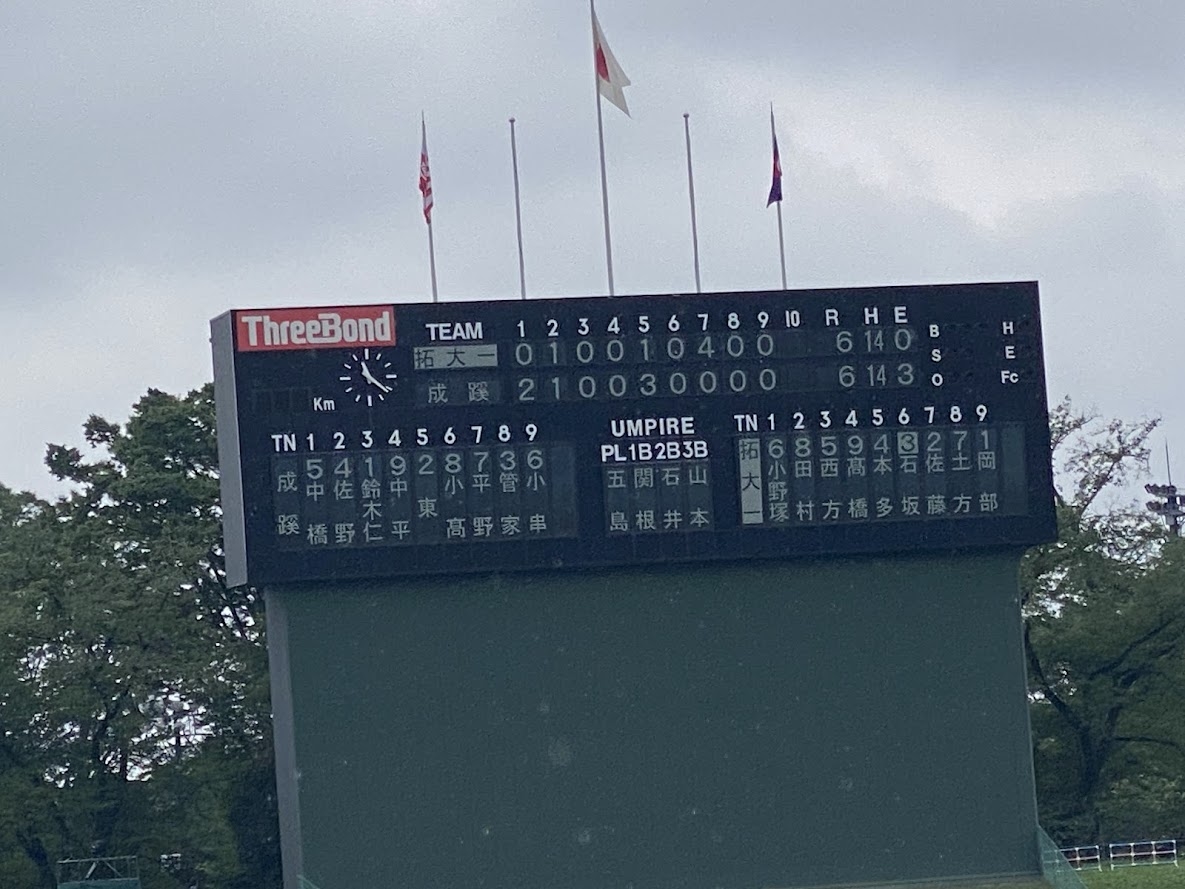 ThreeBond
TEAM 1 2 3 4 5 6 7 8 9 10 R H E
拓大一 0 1 0 0 1 0 4 0 0 6 14 0 B H
S E
成蹊 2 1 0 0 3 0 0 0 0 6 14 3 O Fc
Km
TN 1 2 3 4 5 6 7 8 9
成蹊 5 4 1 9 2 8 7 3 6
中橋 佐野 鈴木仁 中平 東 小髙 平野 管家 小串
UMPIRE
PL 1B 2B 3B
五島 関根 石井 山本
TN 1 2 3 4 5 6 7 8 9
拓大一 6 8 5 9 4 3 2 7 1
小野塚 田村 西方 髙橋 本多 石坂 佐藤 土方 岡部